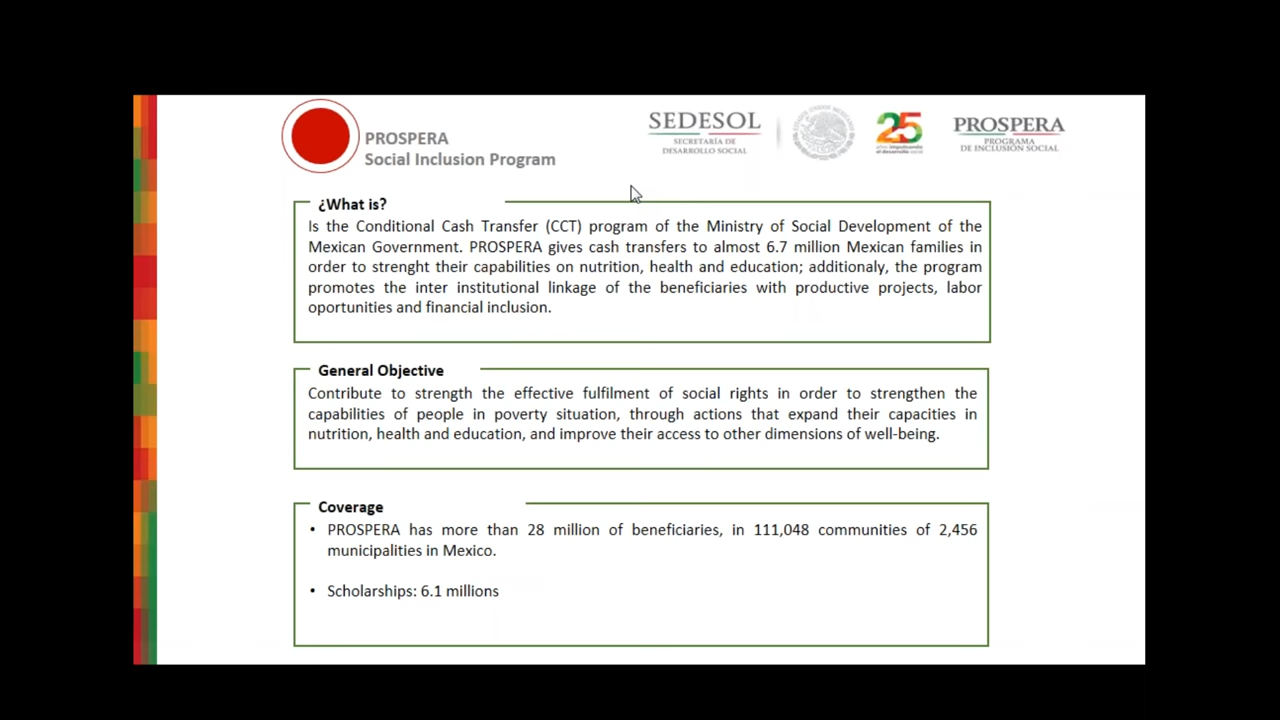 PROSPERA
Social Inclusion Program
SEDESOL
SECRETARÍA DE
DESARROLLO SOCIAL
25
PROSPERA
PROGRAMA
DE INCLUSIÓN SOCIAL
¿What is?
Is the Conditional Cash Transfer (CCT) program of the Ministry of Social Development of the
Mexican Government. PROSPERA gives cash transfers to almost 6.7 million Mexican families in
order to strenght their capabilities on nutrition, health and education; additionaly, the program
promotes the inter institutional linkage of the beneficiaries with productive projects, labor
oportunities and financial inclusion.
General Objective
Contribute to strength the effective fulfilment of social rights in order to strengthen the
capabilities of people in poverty situation, through actions that expand their capacities in
nutrition, health and education, and improve their access to other dimensions of well-being.
Coverage
• PROSPERA has more than 28 million of beneficiaries, in 111,048 communities of 2,456
municipalities in Mexico.
• Scholarships: 6.1 millions